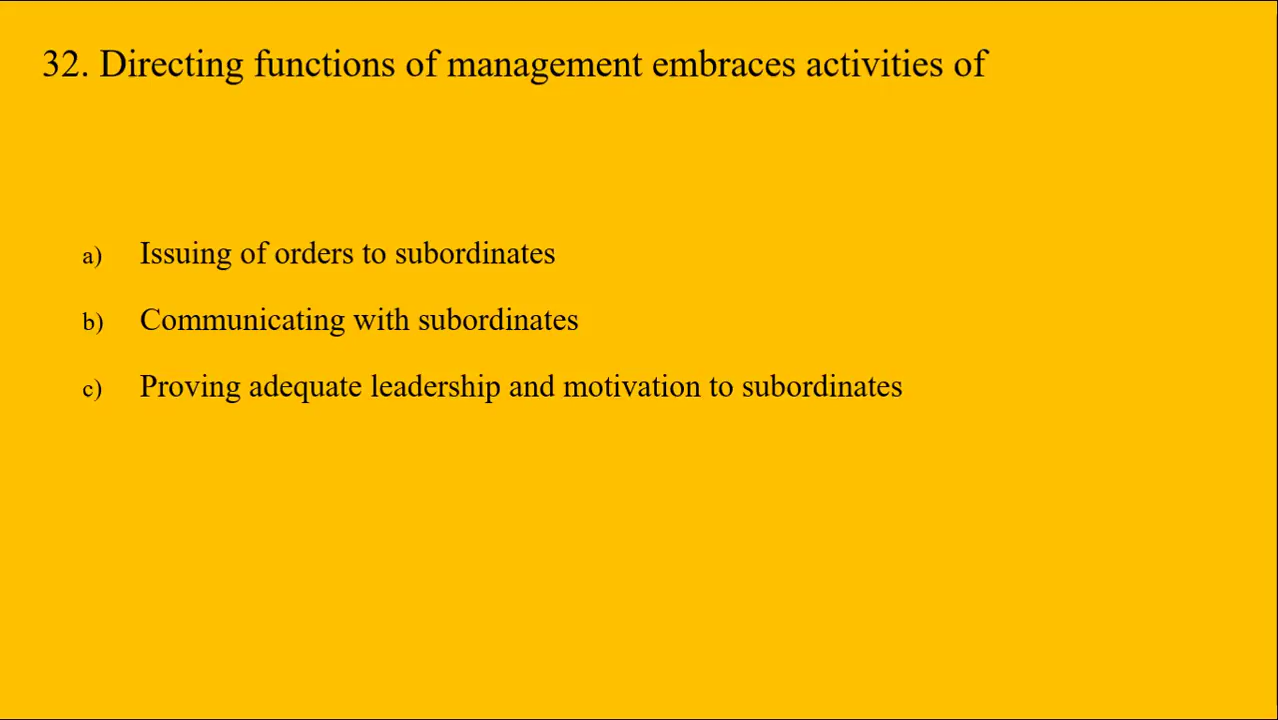 32. Directing functions of management embraces activities of
a) Issuing of orders to subordinates
b) Communicating with subordinates
c) Proving adequate leadership and motivation to subordinates